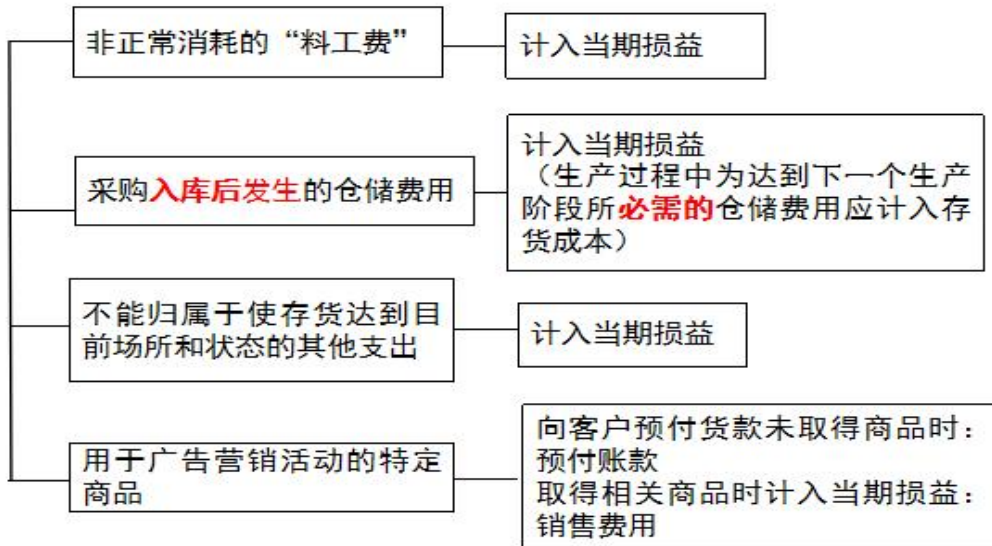 非正常消耗的“料工费”
计入当期损益
采购入库后发生的仓储费用
计入当期损益
（生产过程中为达到下一个生产
阶段所必需的仓储费用应计入存
货成本）
不能归属于使存货达到目
前场所和状态的其他支出
计入当期损益
用于广告营销活动的特定
商品
向客户预付货款未取得商品时：
预付账款
取得相关商品时计入当期损益：
销售费用